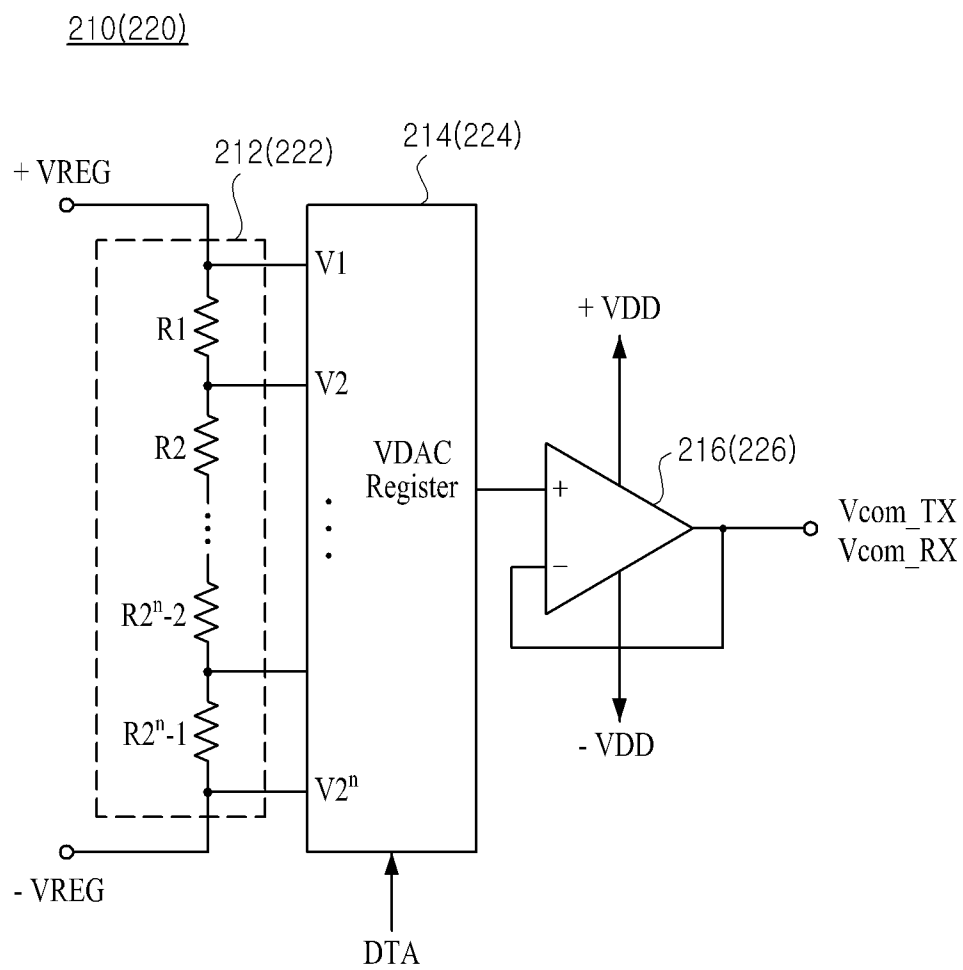 210(220)
214(224)
212(222)
+ VREG
V1
R1
+ VDD
V2
R2
VDAC
Register
216(226)
+
Vcom_TX
Vcom_RX
−
R2ⁿ-2
R2ⁿ-1
- VDD
V2ⁿ
- VREG
DTA